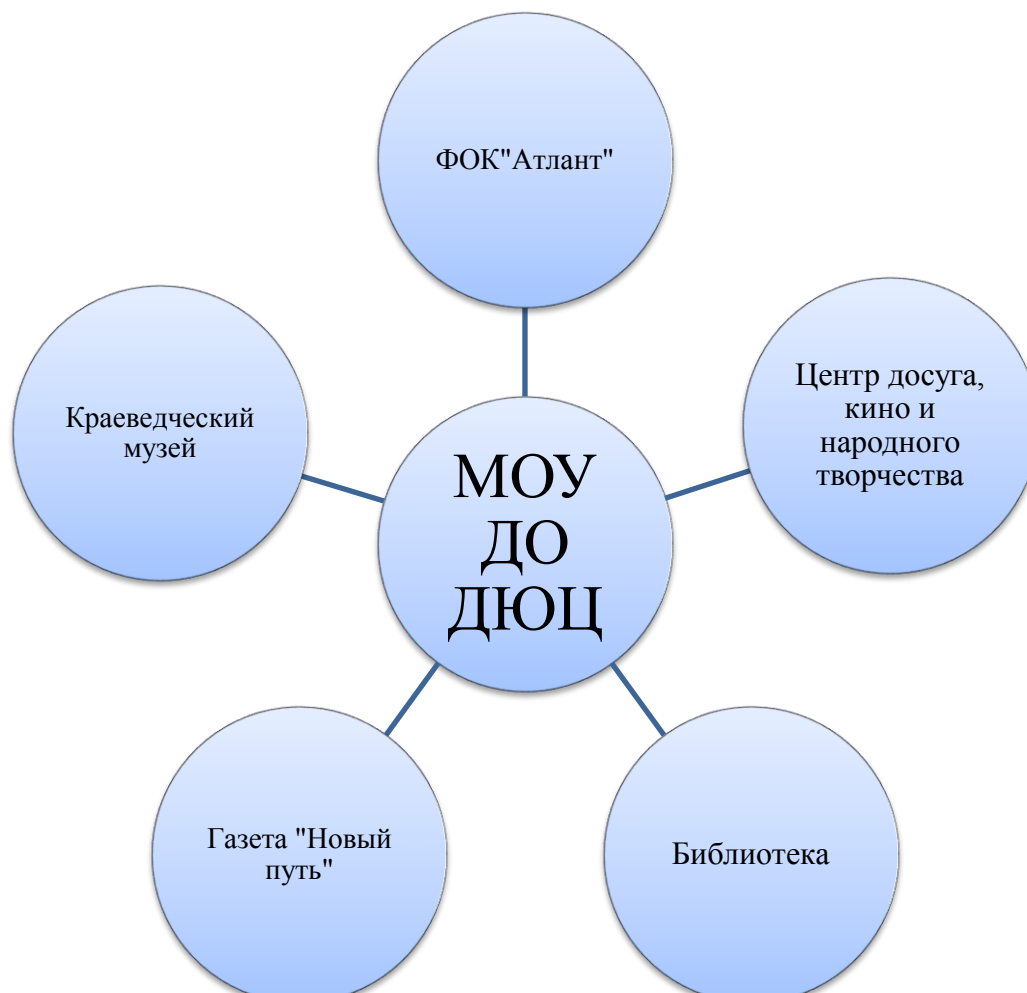 ФОК"Атлант"
Центр досуга,
кино и
народного
творчества
Краеведческий
музей
МОУ
ДО
ДЮЦ
Газета "Новый
путь"
Библиотека